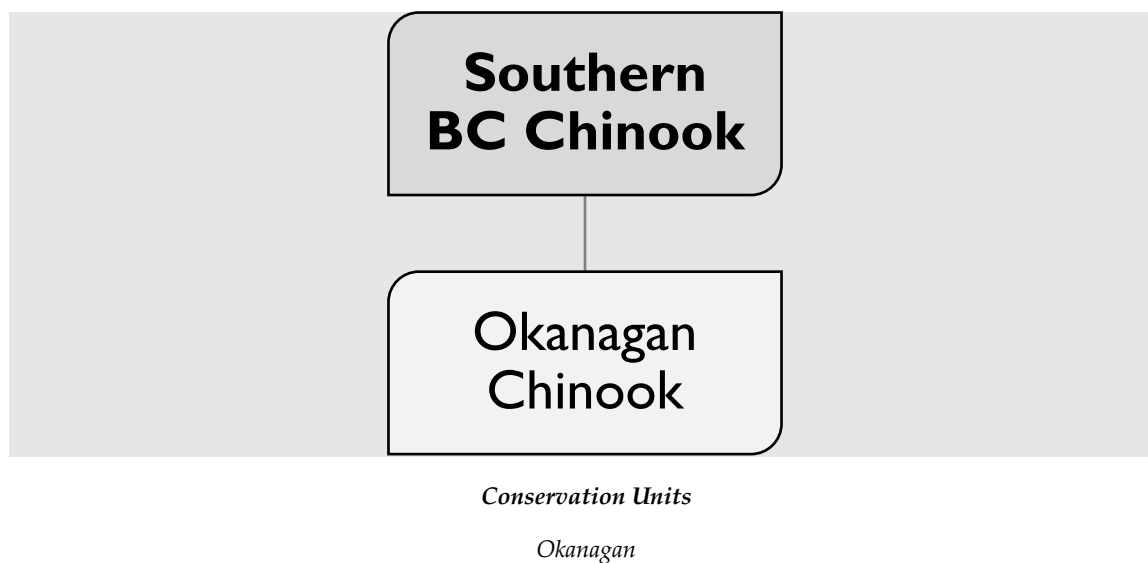 Southern
BC Chinook
Okanagan
Chinook
Conservation Units
Okanagan